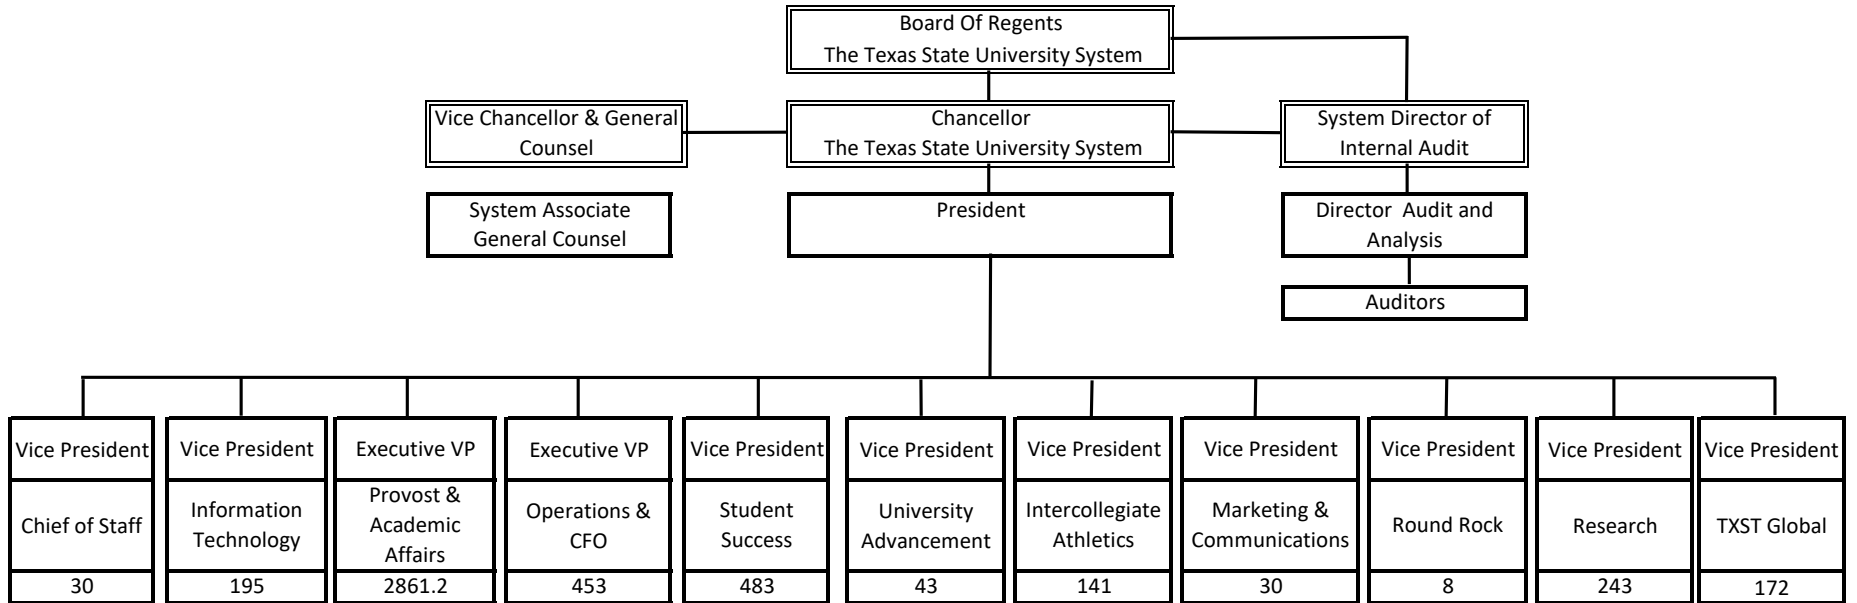 Board Of Regents
The Texas State University System
Vice Chancellor & General
Counsel
Chancellor
The Texas State University System
System Director of
Internal Audit
System Associate
General Counsel
President
Director  Audit and
Analysis
Auditors
Vice President
Chief of Staff
30
Vice President
Information
Technology
195
Executive VP
Provost &
Academic
Affairs
2861.2
Executive VP
Operations &
CFO
453
Vice President
Student
Success
483
Vice President
University
Advancement
43
Vice President
Intercollegiate
Athletics
141
Vice President
Marketing &
Communications
30
Vice President
Round Rock
8
Vice President
Research
243
Vice President
TXST Global
172